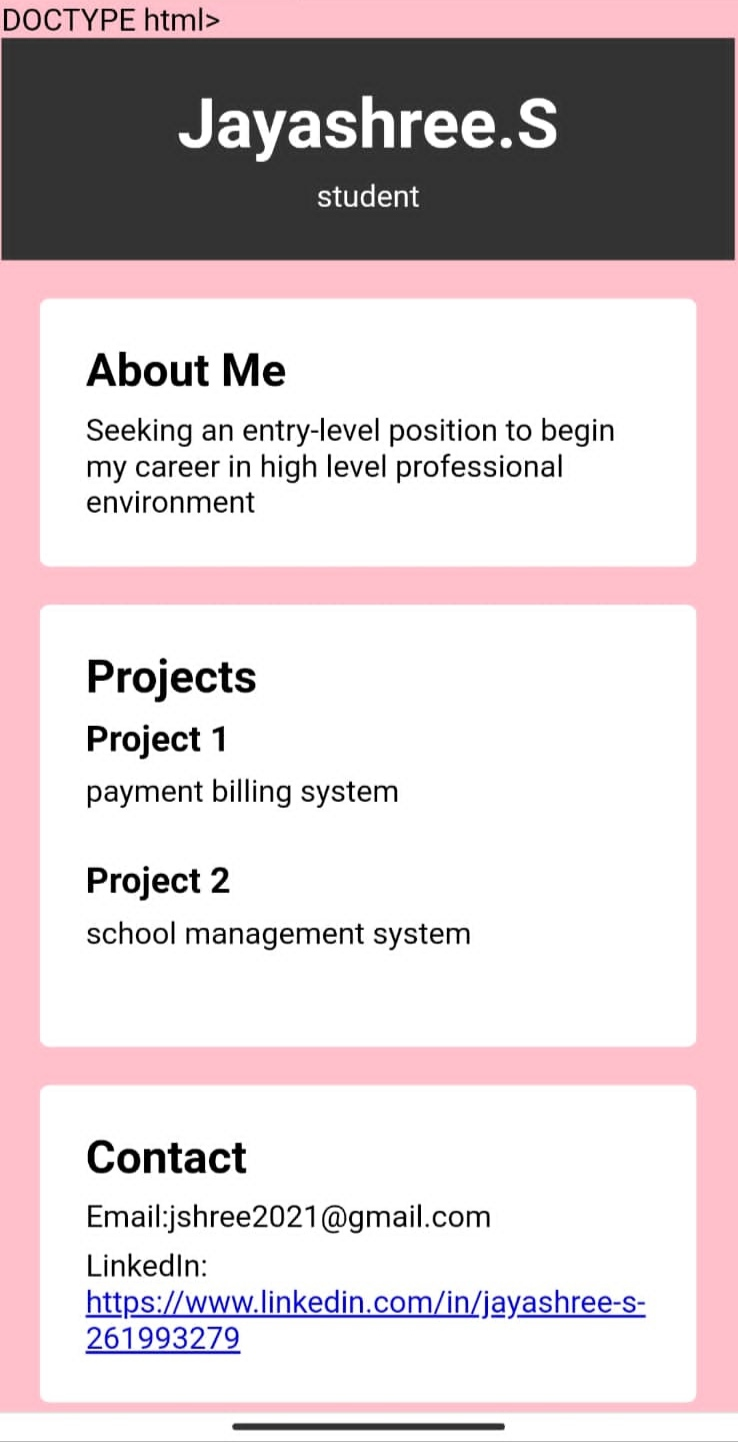 DOCTYPE html>
Jayashree.S
student
About Me
Seeking an entry-level position to begin
my career in high level professional
environment
Projects
Project 1
payment billing system
Project 2
school management system
Contact
Email:jshree2021@gmail.com
LinkedIn:
https://www.linkedin.com/in/jayashree-s-
261993279